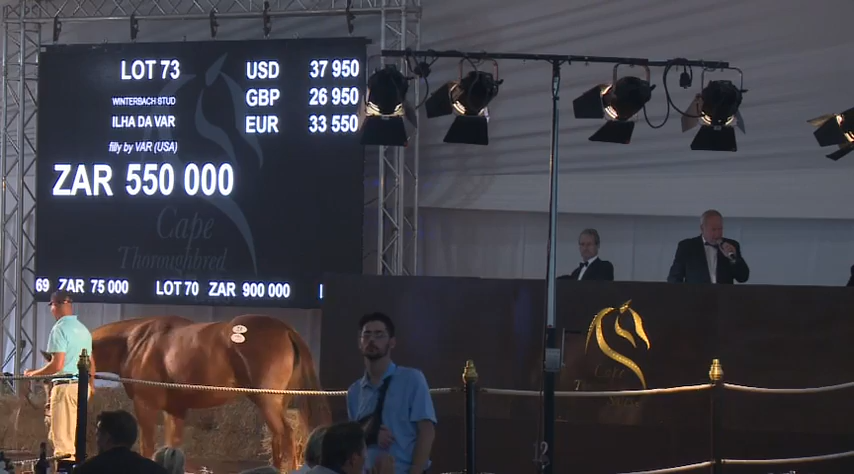 LOT 73
USD 37 950
WINTERBACH STUD
GBP 26 950
ILHA DA VAR
EUR 33 550
filly by VAR (USA)
ZAR 550 000
Cape
Thoroughbred
69 ZAR 75 000 LOT 70 ZAR 900 000